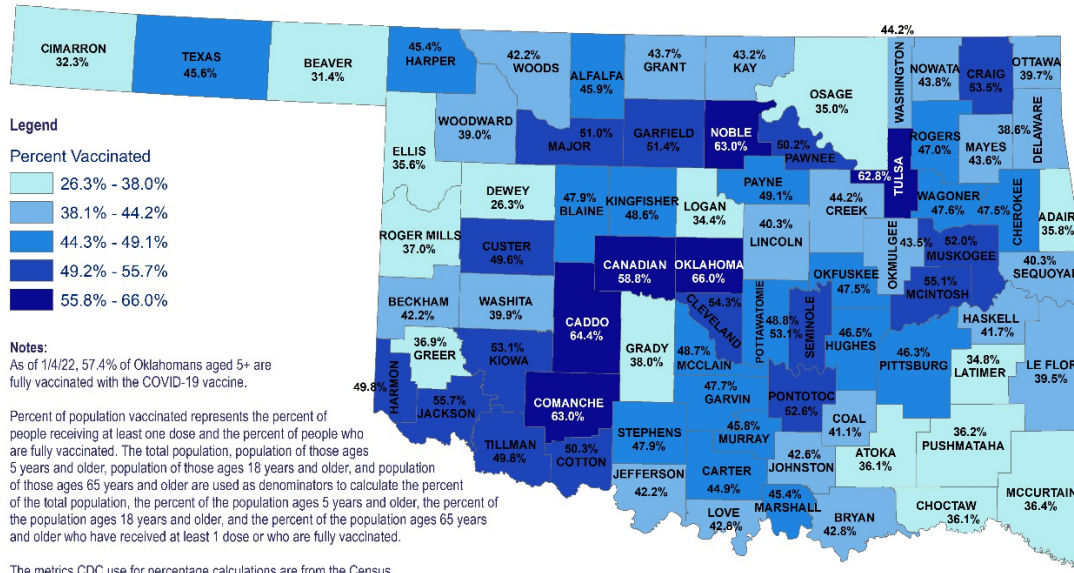 44.2%
CIMARRON
32.3%
TEXAS
45.6%
BEAVER
31.4%
45.4%
HARPER
42.2%
WOODS
ALFALFA
45.9%
43.7%
GRANT
43.2%
KAY
OSAGE
35.0%
WASHINGTON
NOWATA
43.8%
CRAIG
53.5%
OTTAWA
39.7%
Legend
Percent Vaccinated
26.3% - 38.0%
38.1% - 44.2%
44.3% - 49.1%
49.2% - 55.7%
55.8% - 66.0%
ELLIS
35.6%
WOODWARD
39.0%
51.0%
MAJOR
GARFIELD
51.4%
NOBLE
63.0%
50.2%
PAWNEE
62.8%
TULSA
ROGERS
47.0%
38.6%
DELAWARE
MAYES
43.6%
DEWEY
26.3%
47.9%
BLAINE
KINGFISHER
48.6%
LOGAN
34.4%
PAYNE
49.1%
44.2%
CREEK
WAGONER
47.6%
47.5%
CHEROKEE
ADAIR
35.8%
ROGER MILLS
37.0%
CUSTER
49.6%
CANADIAN
58.8%
OKLAHOMA
66.0%
40.3%
LINCOLN
OKMULGEE
43.5%
52.0%
MUSKOGEE
40.3%
SEQUOYAH
BECKHAM
42.2%
WASHITA
39.9%
CADDO
64.4%
54.3%
CLEVELAND
POTTAWATOMIE
48.8%
53.1%
SEMINOLE
OKFUSKEE
47.5%
55.1%
MCINTOSH
HASKELL
41.7%
Notes:
As of 1/4/22, 57.4% of Oklahomans aged 5+ are
fully vaccinated with the COVID-19 vaccine.
36.9%
GREER
53.1%
KIOWA
GRADY
38.0%
48.7%
MCCLAIN
46.5%
HUGHES
46.3%
PITTSBURG
34.8%
LATIMER
LE FLOR
39.5%
49.8%
HARMON
55.7%
JACKSON
COMANCHE
63.0%
47.7%
GARVIN
PONTOTOC
52.6%
COAL
41.1%
Percent of population vaccinated represents the percent of
people receiving at least one dose and the percent of people who
are fully vaccinated. The total population, population of those ages
5 years and older, population of those ages 18 years and older, and population
of those ages 65 years and older are used as denominators to calculate the percent
of the total population, the percent of the population ages 5 years and older, the percent of
the population ages 18 years and older, and the percent of the population ages 65 years
and older who have received at least 1 dose or who are fully vaccinated.
TILLMAN
49.8%
50.3%
COTTON
STEPHENS
47.9%
45.8%
MURRAY
42.6%
JOHNSTON
ATOKA
36.1%
36.2%
PUSHMATAHA
JEFFERSON
42.2%
CARTER
44.9%
45.4%
MARSHALL
LOVE
42.8%
BRYAN
42.8%
CHOCTAW
36.1%
MCCURTAIN
36.4%
The metrics CDC use for percentage calculations are from the Census